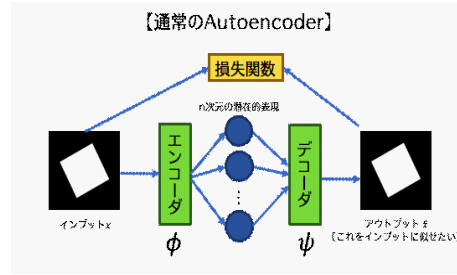 【通常のAutoencoder】
損失関数
n次元の潜在的表現
エンコーダ
デコーダ
⋮
インプットx
ϕ
ψ
アウトプットx̂
(これをインプットに似せたい)